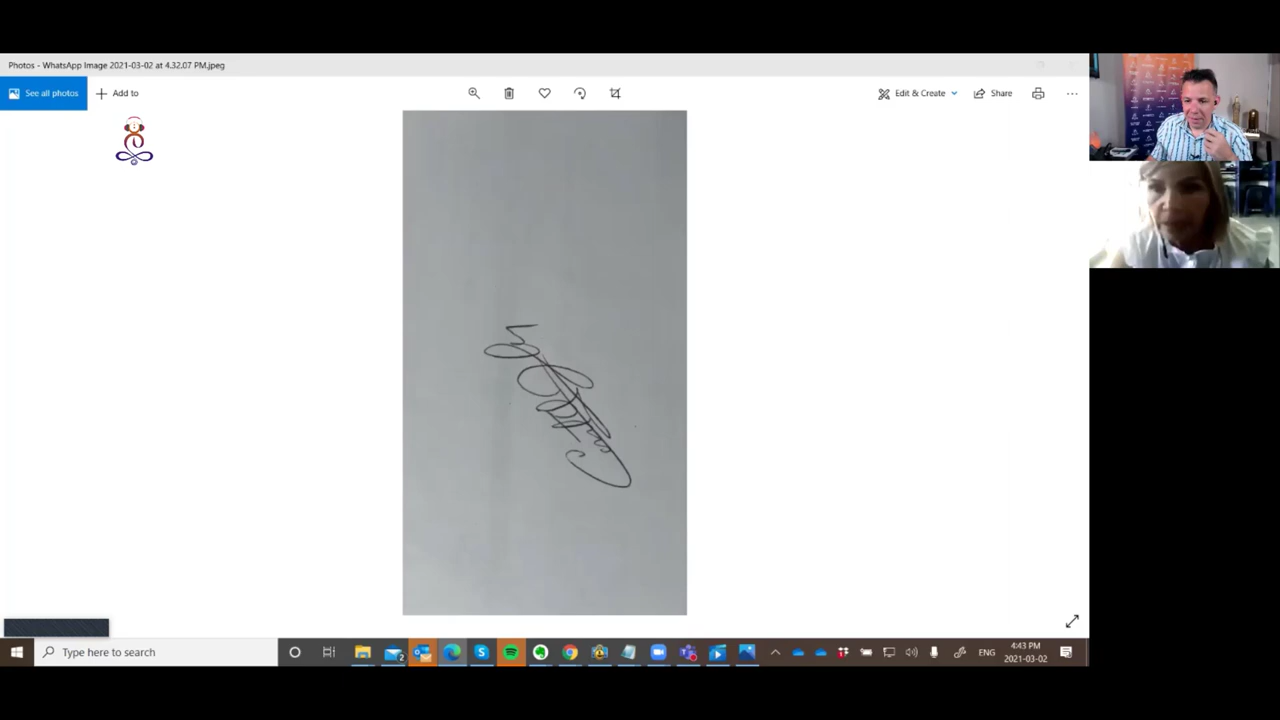 Photos - WhatsApp Image 2021-03-02 at 4.32.07 PM.jpeg
See all photos
Add to
Edit & Create
Share
Type here to search
2
ENG
4:43 PM
2021-03-02